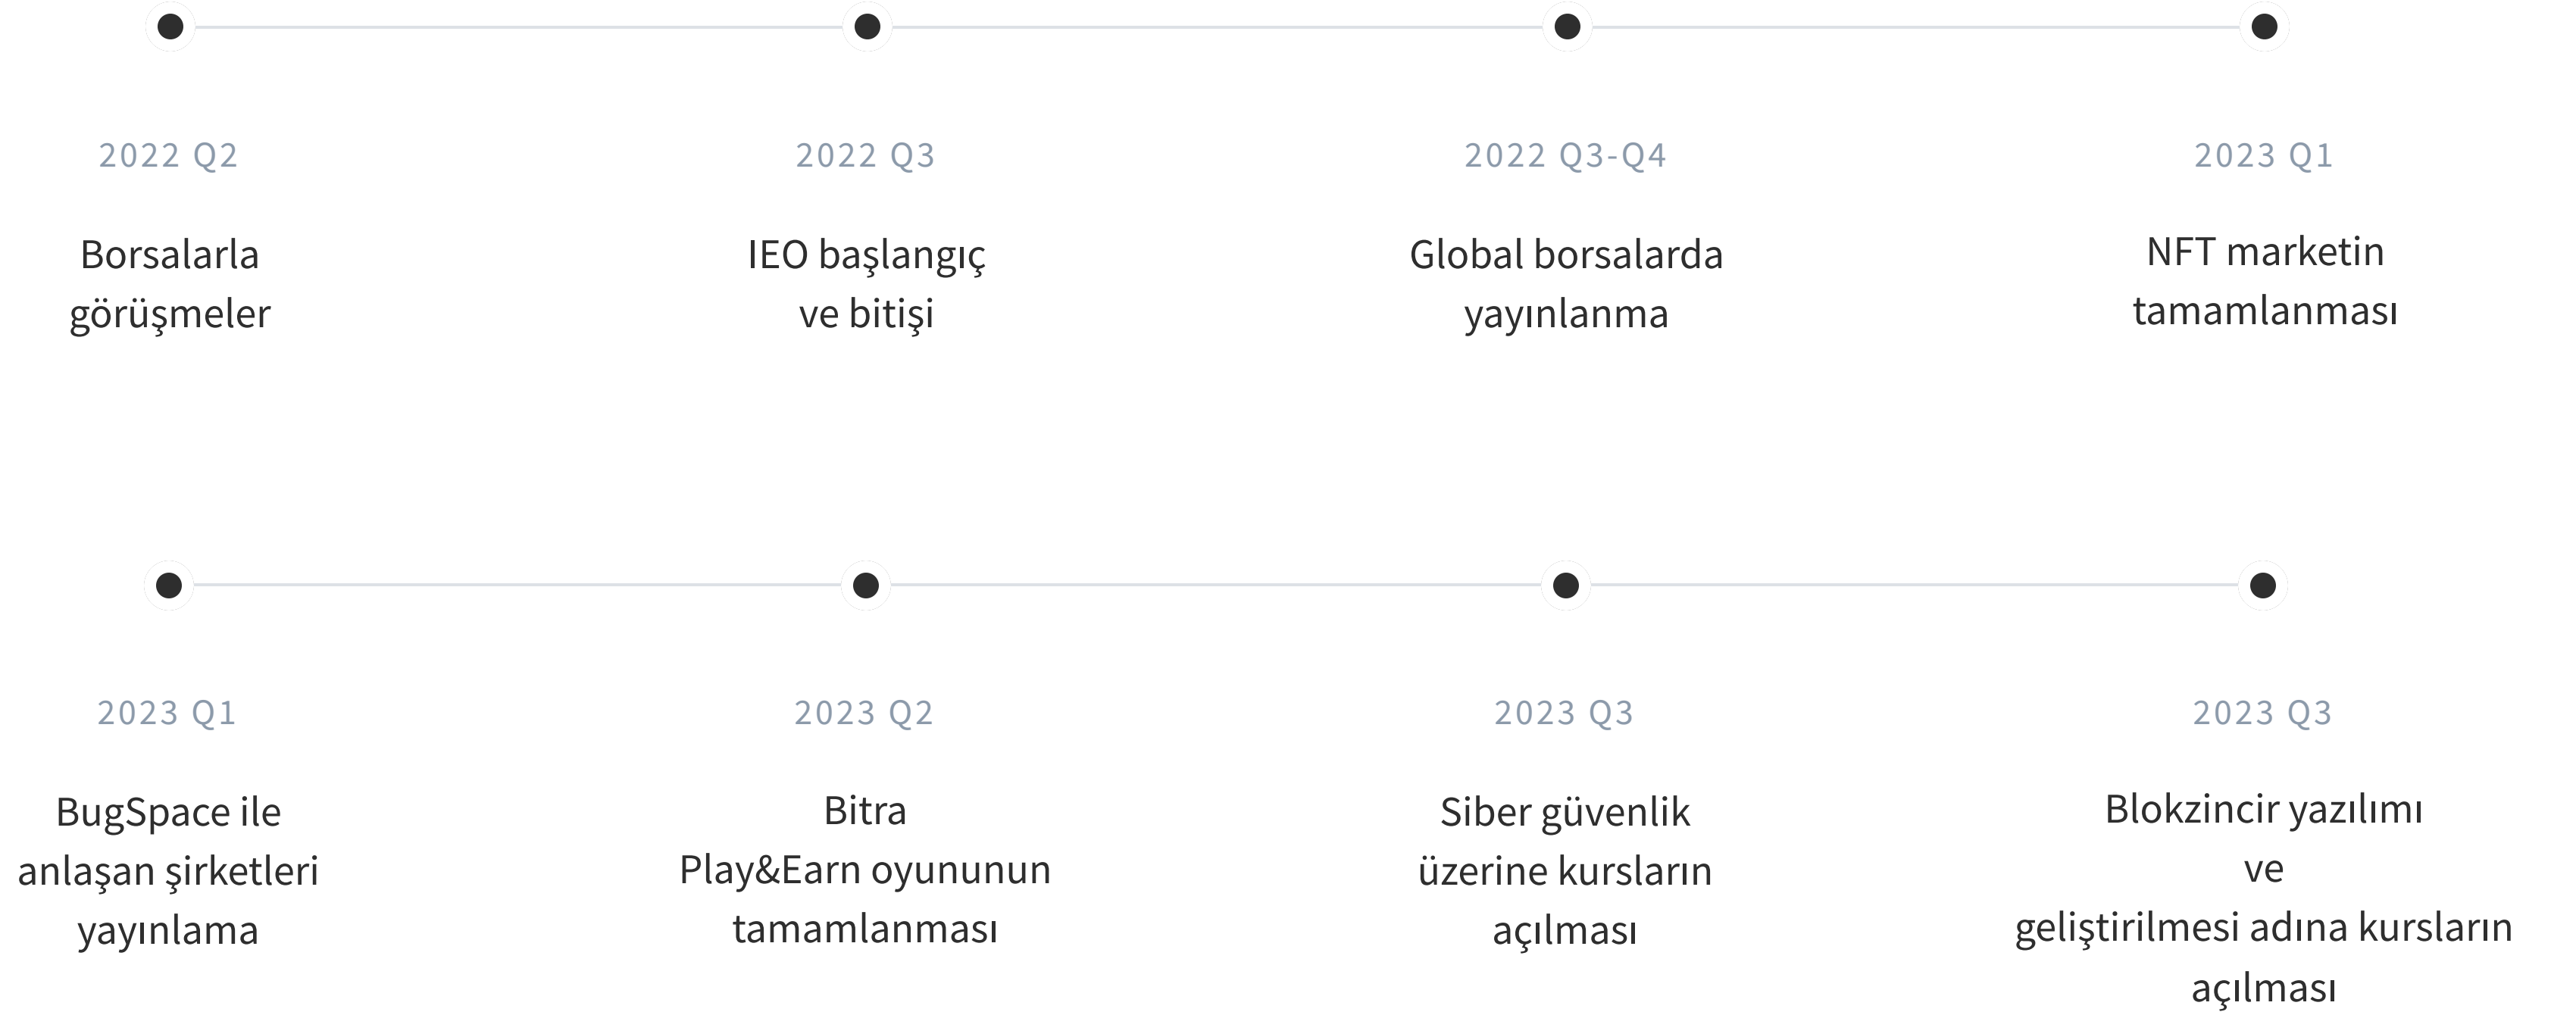 2022 Q2
Borsalarla
görüşmeler
2022 Q3
IEO başlangıç
ve bitişi
2022 Q3-Q4
Global borsalarda
yayınlanma
2023 Q1
NFT marketin
tamamlanması
2023 Q1
BugSpace ile
anlaşan şirketleri
yayınlama
2023 Q2
Bitra
Play&Earn oyununun
tamamlanması
2023 Q3
Siber güvenlik
üzerine kursların
açılması
2023 Q3
Blokzincir yazılımı
ve
geliştirilmesi adına kursların
açılması